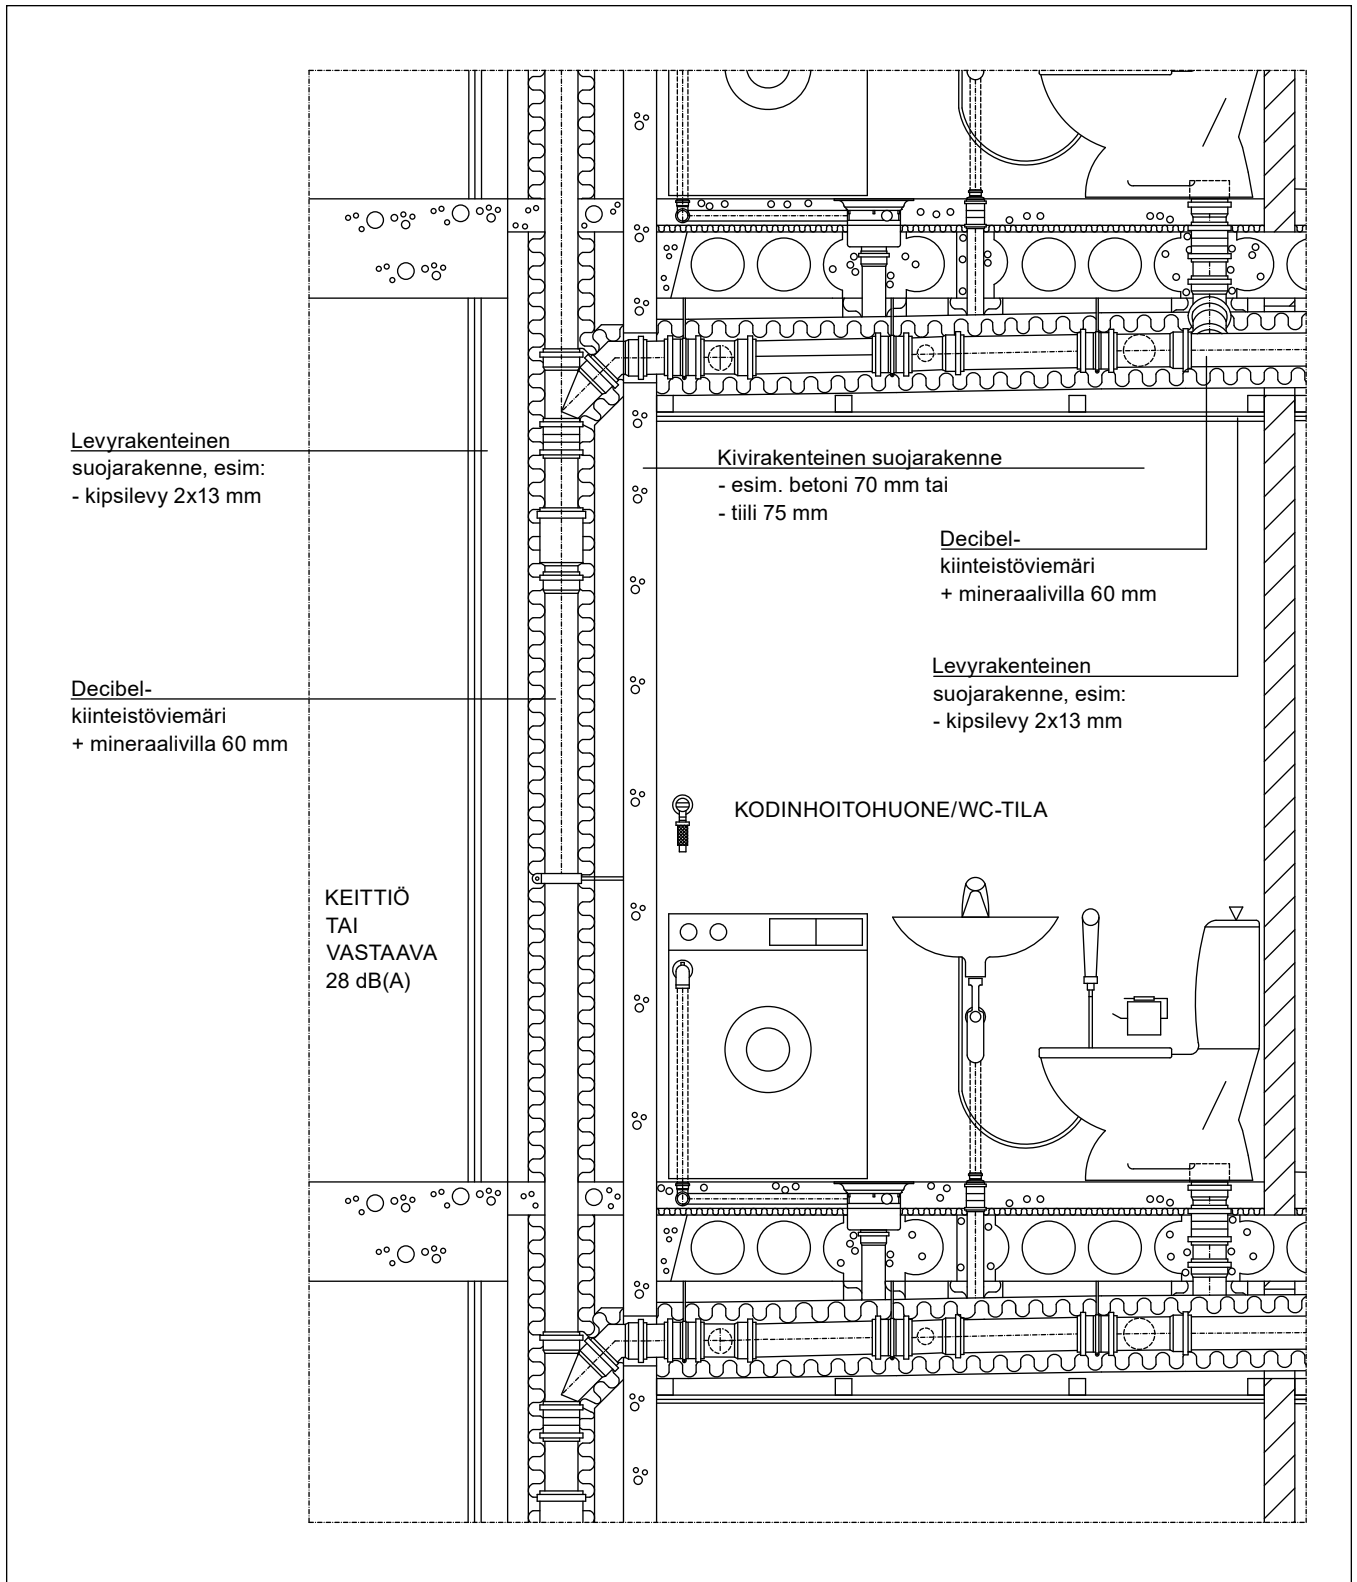 Levyrakenteinen
suojarakenne, esim:
- kipsilevy 2x13 mm
Kivirakenteinen suojarakenne
- esim. betoni 70 mm tai
- tiili 75 mm
Decibel-
kiinteistöviemäri
+ mineraalivilla 60 mm
Levyrakenteinen
suojarakenne, esim:
- kipsilevy 2x13 mm
Decibel-
kiinteistöviemäri
+ mineraalivilla 60 mm
KODINHOITOHUONE/WC-TILA
KEITTIÖ
TAI
VASTAAVA
28 dB(A)